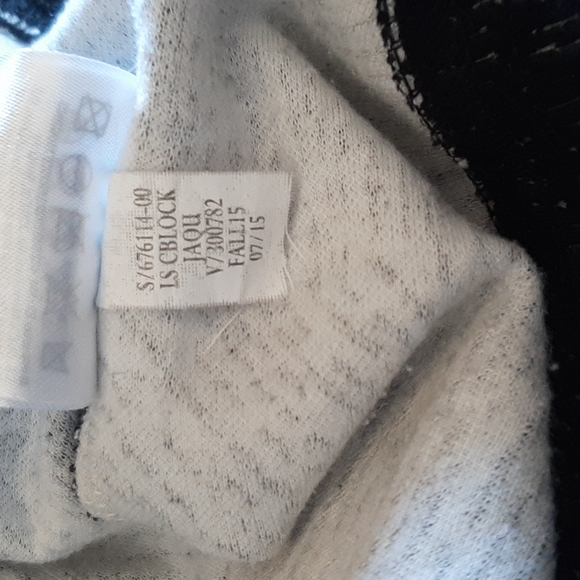 S/676114-00
LS CBLOCK
JAQU
V/300782
FALL15
07/15